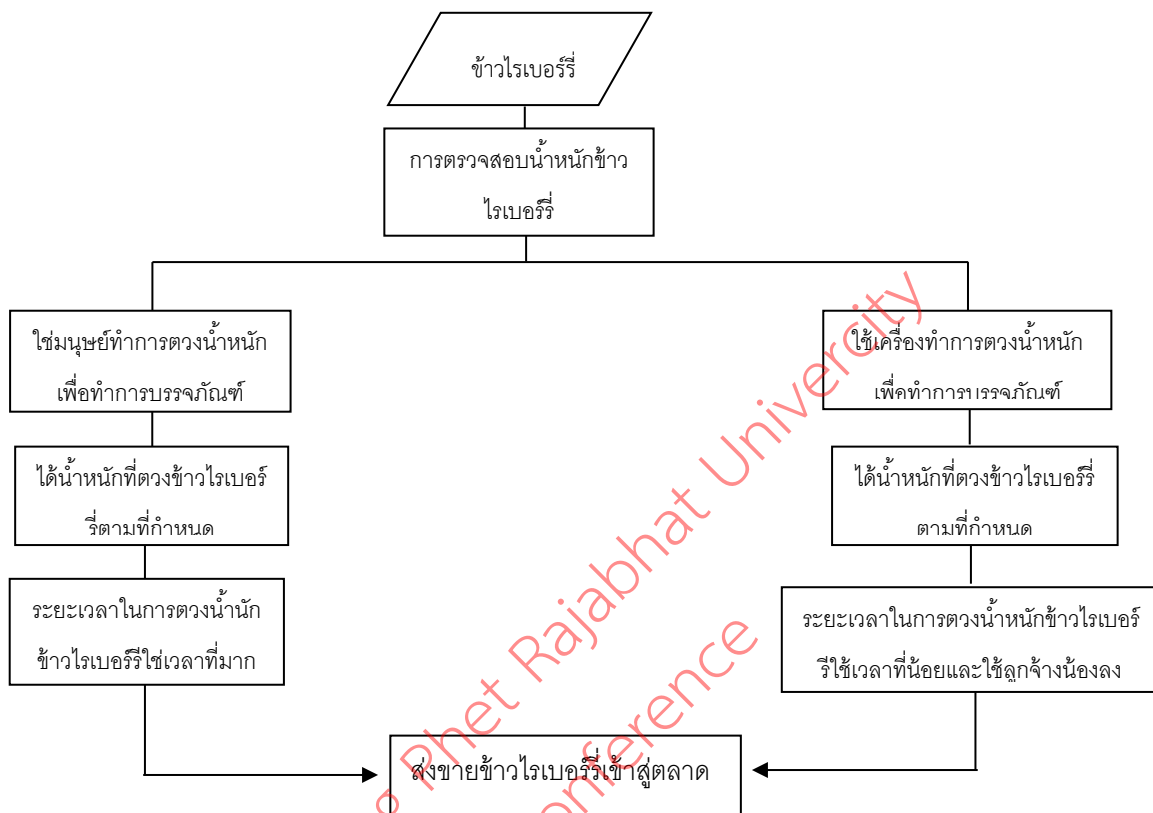 ข้าวไรเบอร์รี่
การตรวจสอบน้ำหนักข้าว
ไรเบอร์รี่
ใช่มนุษย์ทำการตวงน้ำหนัก
เพื่อทำการบรรจภัณฑ์
ได้น้ำหนักที่ตวงข้าวไรเบอร์
รี่ตามที่กำหนด
ระยะเวลาในการตวงน้ำนัก
ข้าวไรเบอร์รีใช่เวลาที่มาก
ใช้เครื่องทำการตวงน้ำหนัก
เพื่อทำการบรรจภัณฑ์
ได้น้ำหนักที่ตวงข้าวไรเบอร์รี่
ตามที่กำหนด
ระยะเวลาในการตวงน้ำหนักข้าวไรเบอร์
รีใช้เวลาที่น้อยและใช้ลูกจ้างน้องลง
ส่งขายข้าวไรเบอร์รี่เข้าสู่ตลาด
Phet Rajabhat Univercity
onference